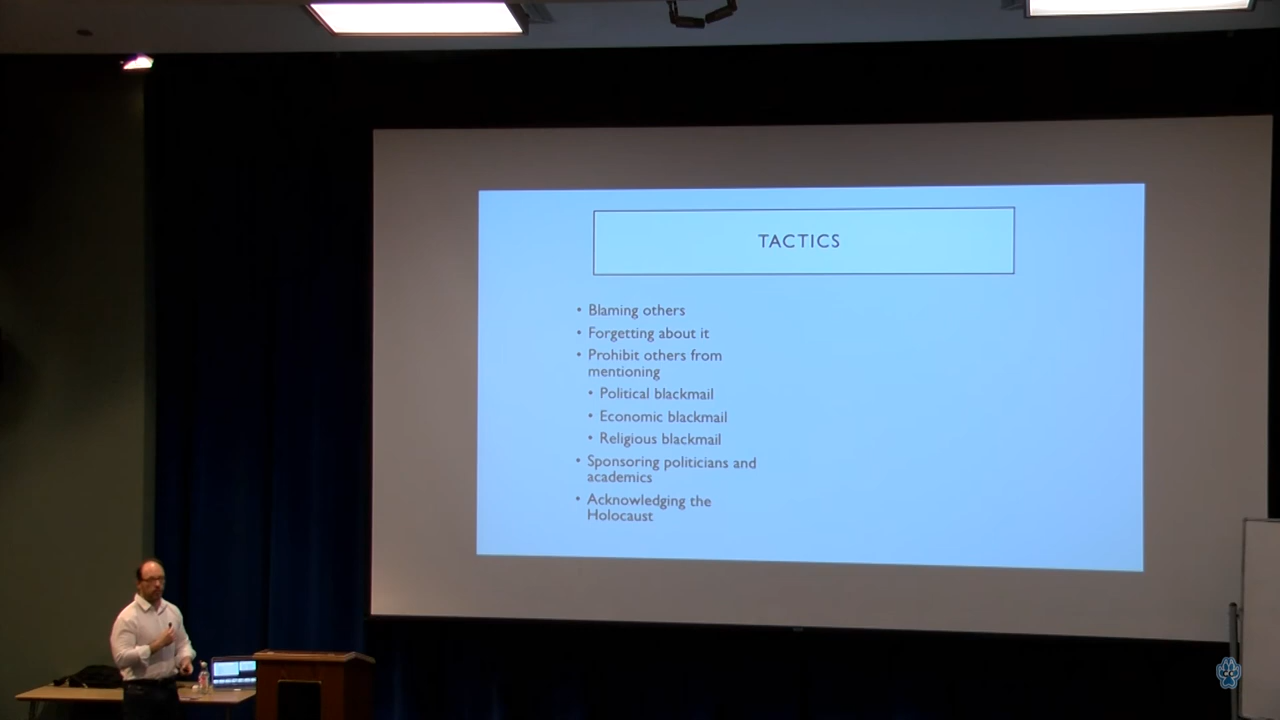 TACTICS
• Blaming others
• Forgetting about it
• Prohibit others from
mentioning
• Political blackmail
• Economic blackmail
• Religious blackmail
• Sponsoring politicians and
academics
• Acknowledging the
Holocaust